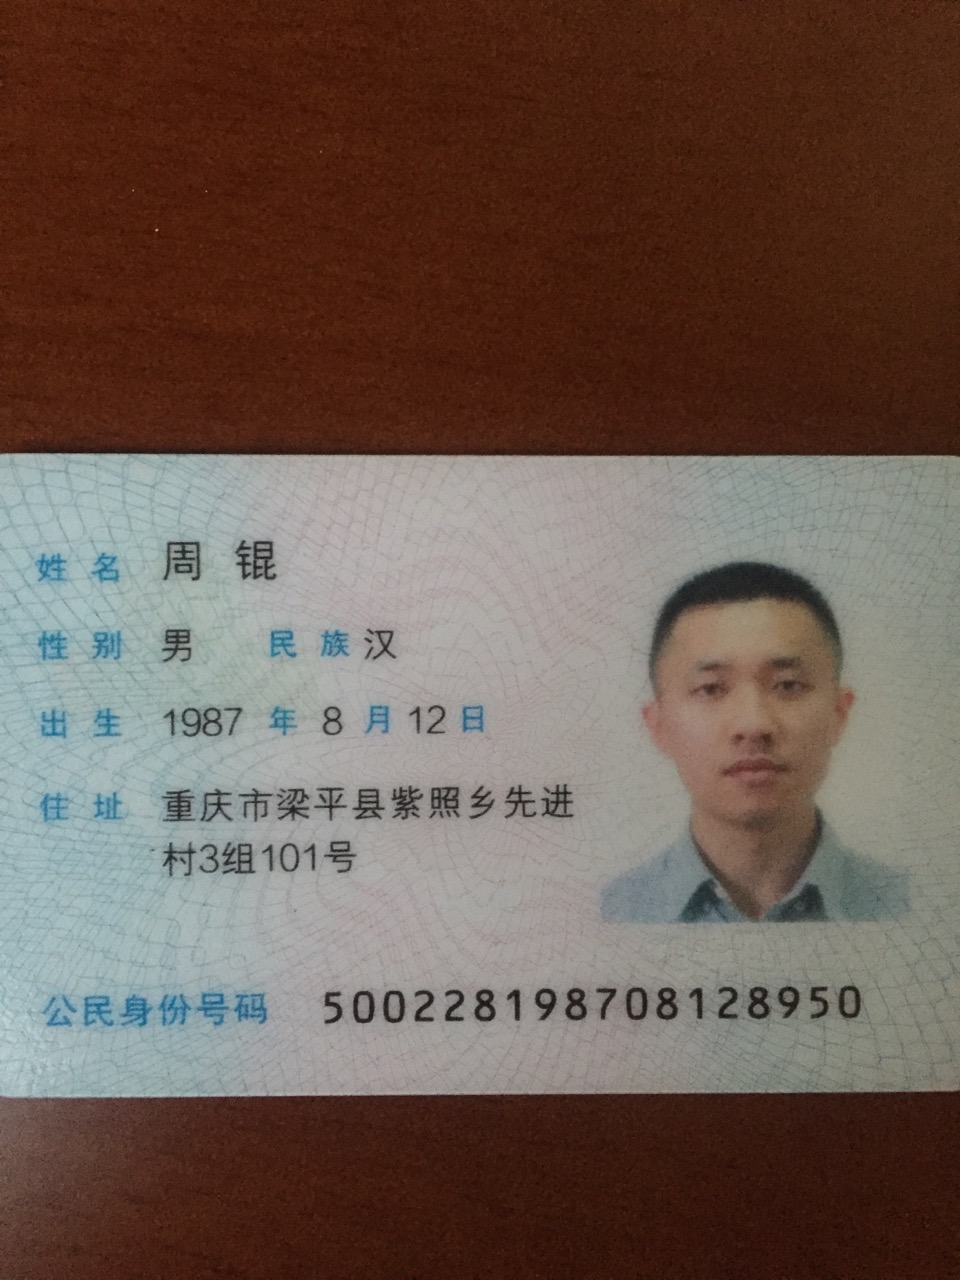 姓名 周锟
性别 男 民族 汉
出生 1987 年 8 月 12 日
住址 重庆市梁平县紫照乡先进
村3组101号
公民身份号码 500228198708128950